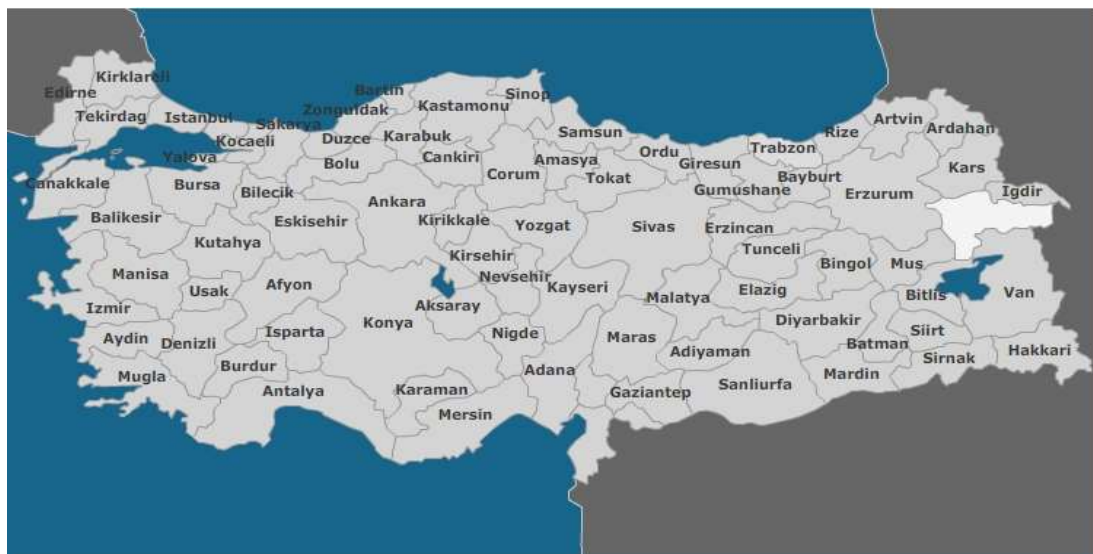 Kirklareli
Edirne
Tekirdag
Istanbul
Kocaeli
Yalova
Sakarya
Zonguldak
Bartin
Duzce
Bolu
Karabuk
Kastamonu
Sinop
Cankiri
Corum
Samsun
Amasya
Tokat
Ordu
Giresun
Gumushane
Trabzon
Bayburt
Rize
Artvin
Ardahan
Kars
Igdir
Erzurum
Canakkale
Bursa
Bilecik
Balikesir
Kutahya
Eskisehir
Ankara
Kirikkale
Yozgat
Sivas
Erzincan
Tunceli
Bingol
Mus
Manisa
Usak
Afyon
Kirsehir
Nevsehir
Kayseri
Malatya
Elazig
Bitlis
Van
Izmir
Aydin
Denizli
Isparta
Konya
Aksaray
Nigde
Maras
Adiyaman
Diyarbakir
Batman
Siirt
Sirnak
Hakkari
Mugla
Burdur
Antalya
Karaman
Mersin
Adana
Gaziantep
Sanliurfa
Mardin